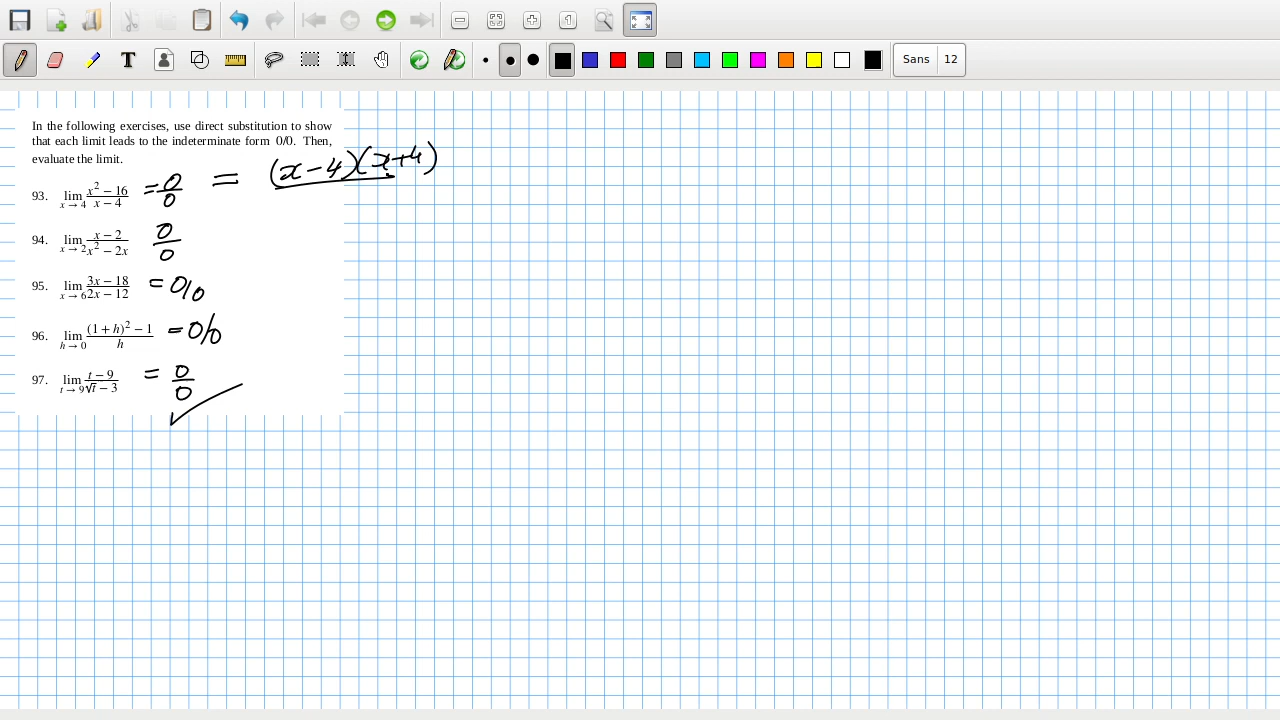 Sans 12
In the following exercises, use direct substitution to show
that each limit leads to the indeterminate form 0/0. Then,
evaluate the limit.
93. lim x → 4 (x² − 16)/(x − 4) = 0/0 = (x − 4)(x + 4)
94. lim x → 2 (x − 2)/(x² − 2x) 0/0
95. lim x → 6 (3x − 18)/(2x − 12) = 0/0
96. lim h → 0 ((1 + h)² − 1)/h = 0/0
97. lim t → 9 (t − 9)/(√t − 3) = 0/0